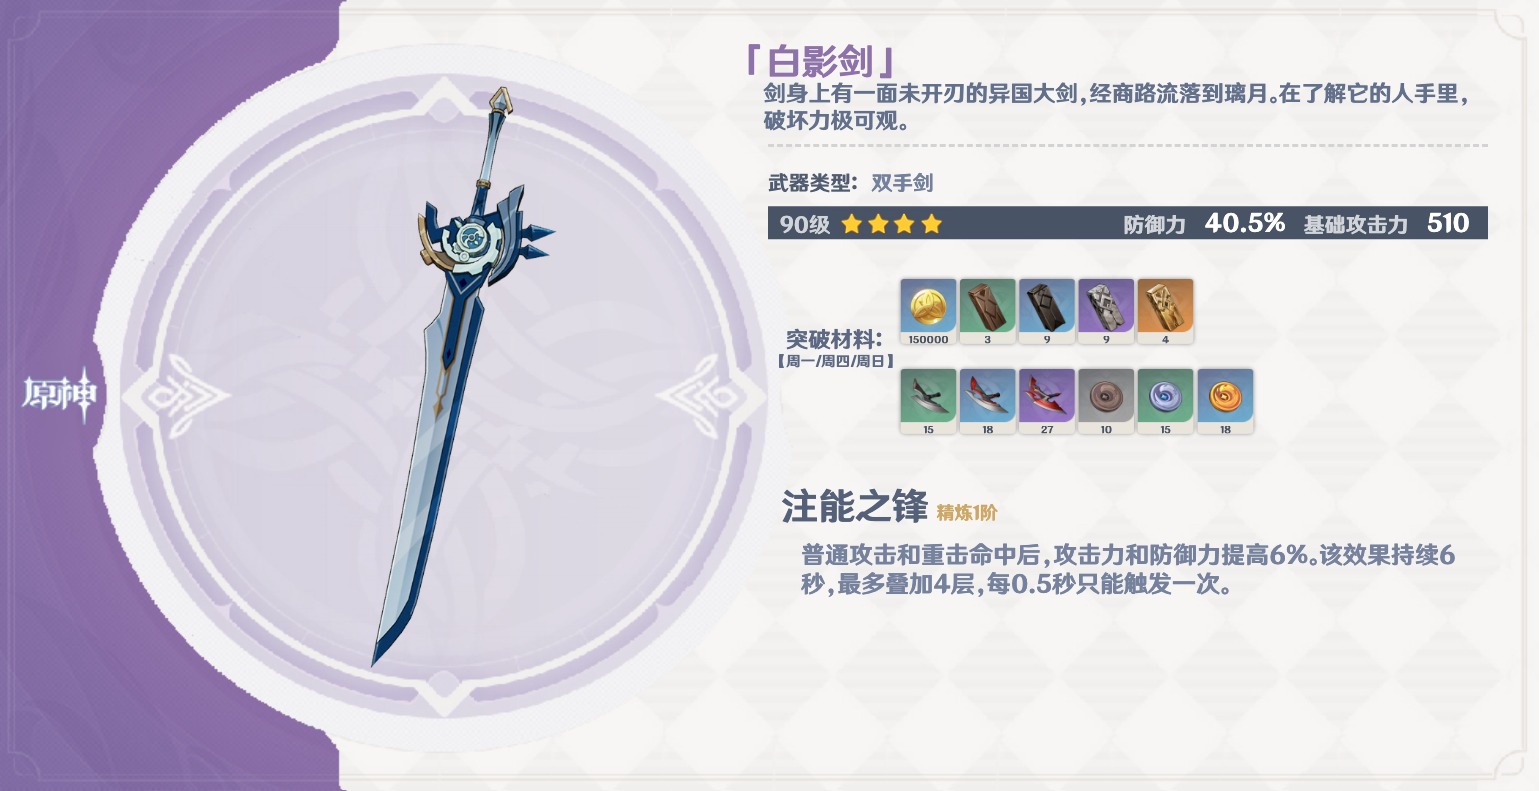 「白影剑」
剑身上有一面未开刃的异国大剑,经商路流落到璃月。在了解它的人手里,
破坏力极可观。
武器类型: 双手剑
90级 防御力 40.5% 基础攻击力 510
150000 3 9 9 4
突破材料:
【周一/周四/周日】
15 18 27 10 15 18
原神
注能之锋 精炼1阶
普通攻击和重击命中后,攻击力和防御力提高6%。该效果持续6
秒,最多叠加4层,每0.5秒只能触发一次。